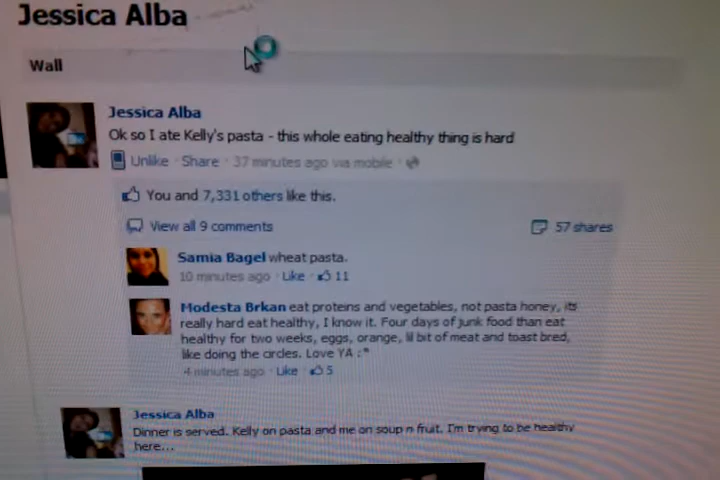 Jessica Alba
Wall
Jessica Alba
Ok so I ate Kelly's pasta - this whole eating healthy thing is hard
Unlike · Share · 37 minutes ago via mobile ·
You and 7,331 others like this.
View all 9 comments
57 shares
Samia Bagel wheat pasta.
10 minutes ago · Like · 11
Modesta Brkan eat proteins and vegetables, not pasta honey, its
really hard eat healthy, I know it. Four days of junk food than eat
healthy for two weeks, eggs, orange, lil bit of meat and toast bred,
like doing the circles. Love YA :*
4 minutes ago · Like · 5
Jessica Alba
Dinner is served. Kelly on pasta and me on soup n fruit. I'm trying to be healthy
here...